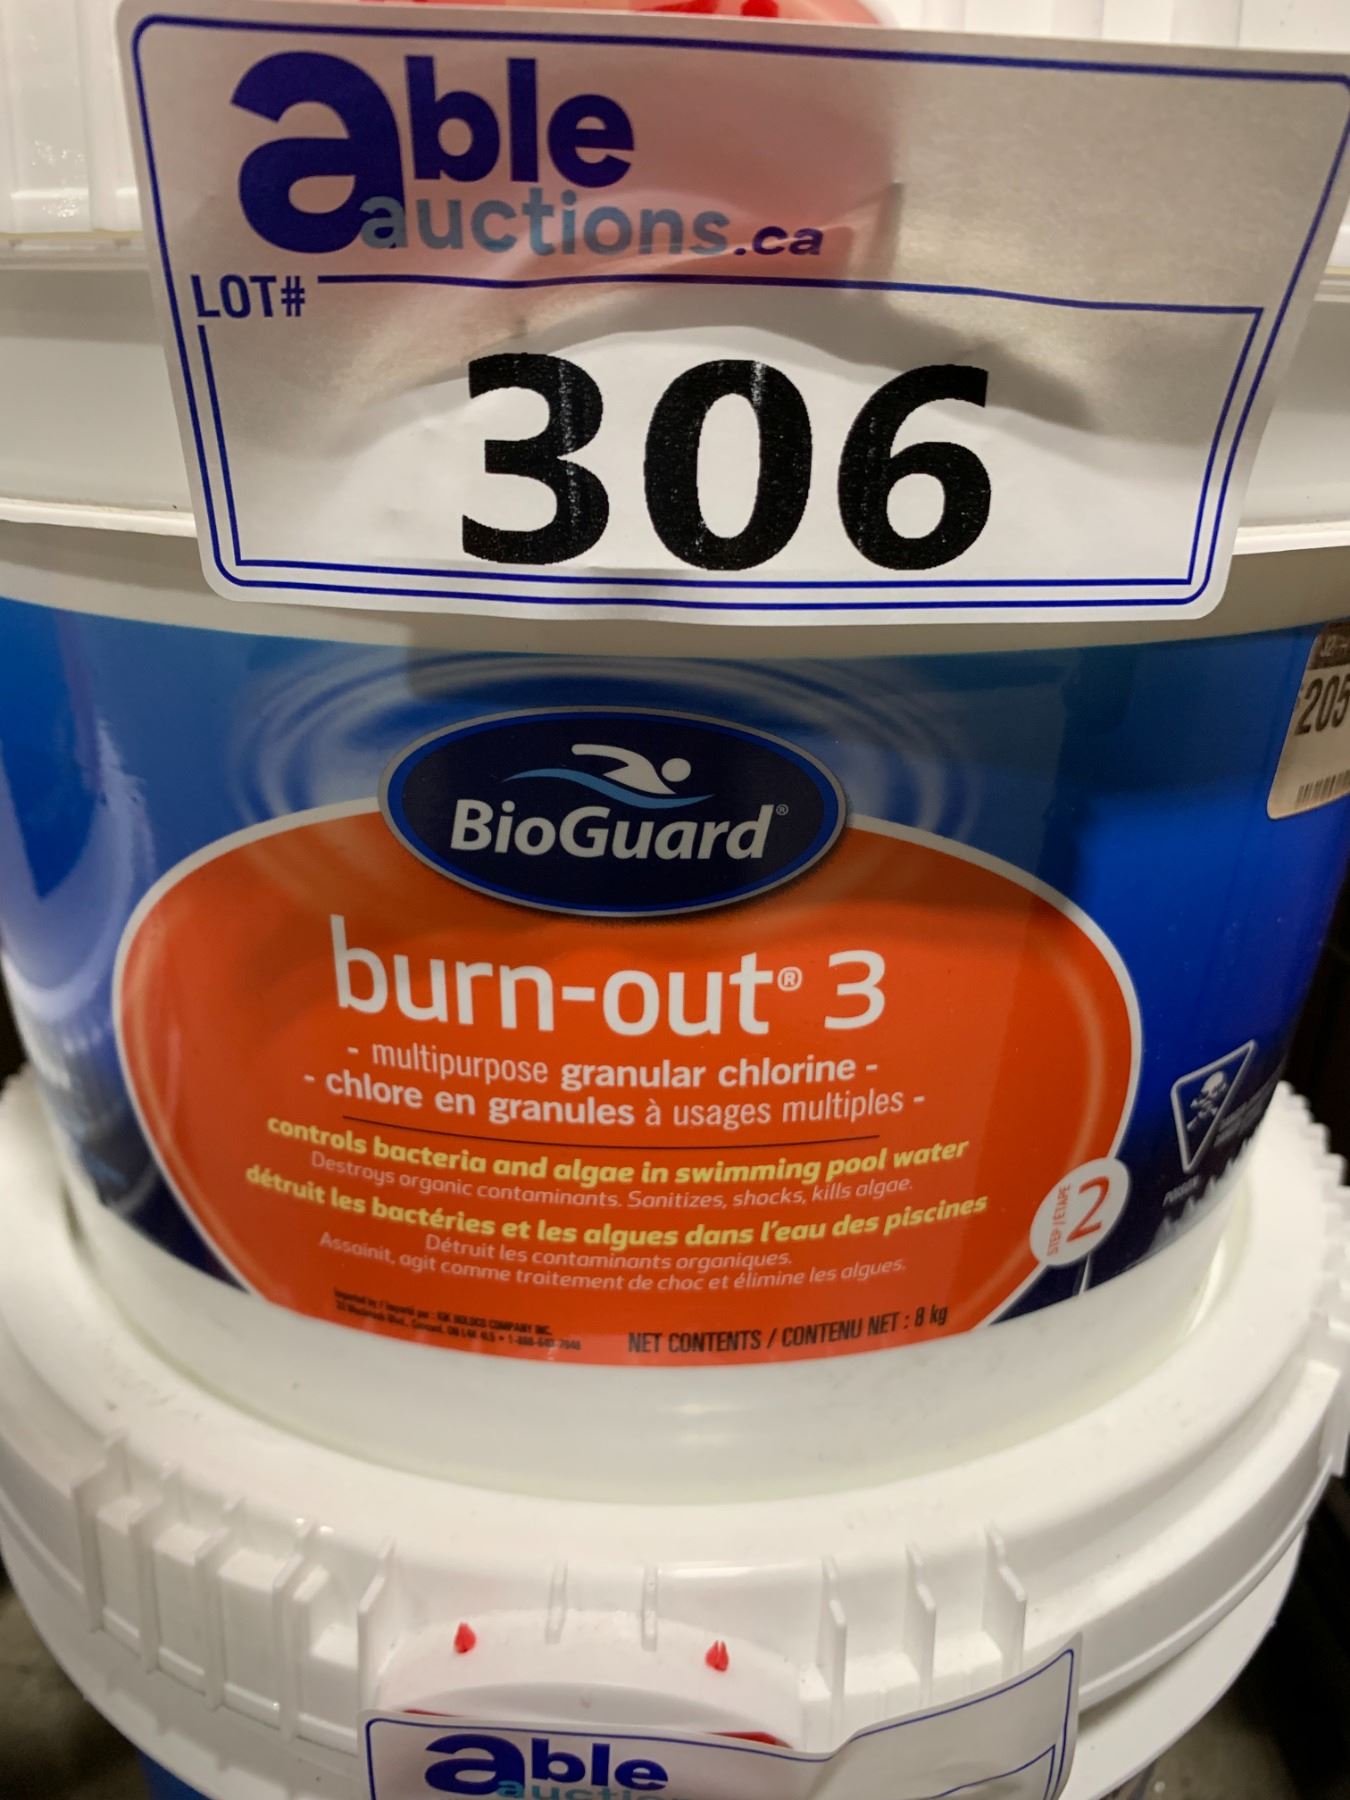 able
auctions.ca
LOT#
306
205
BioGuard®
burn-out® 3
- multipurpose granular chlorine -
- chlore en granules à usages multiples -
controls bacteria and algae in swimming pool water
Destroys organic contaminants. Sanitizes, shocks, kills algae.
détruit les bactéries et les algues dans l'eau des piscines
Détruit les contaminants organiques.
Assainit, agit comme traitement de choc et élimine les algues.
STEP / ÉTAPE 2
POISON
NET CONTENTS / CONTENU NET : 8 kg
able